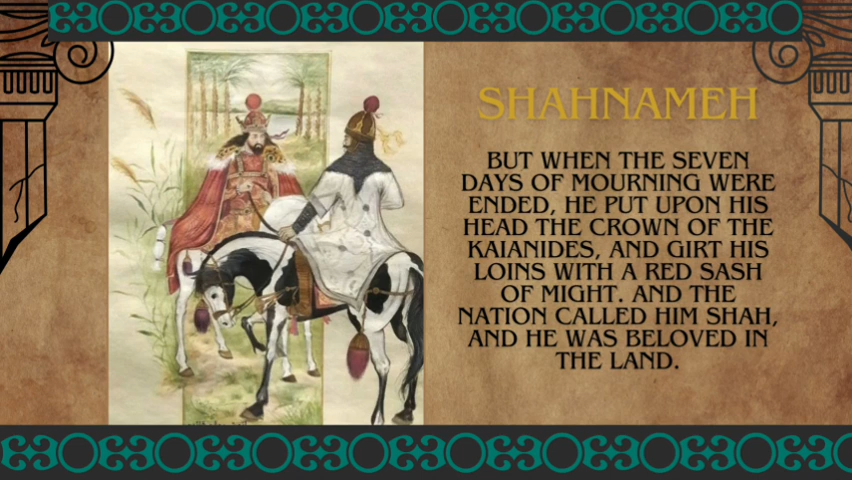 SHAHNAMEH
BUT WHEN THE SEVEN
DAYS OF MOURNING WERE
ENDED, HE PUT UPON HIS
HEAD THE CROWN OF THE
KAIANIDES, AND GIRT HIS
LOINS WITH A RED SASH
OF MIGHT. AND THE
NATION CALLED HIM SHAH,
AND HE WAS BELOVED IN
THE LAND.